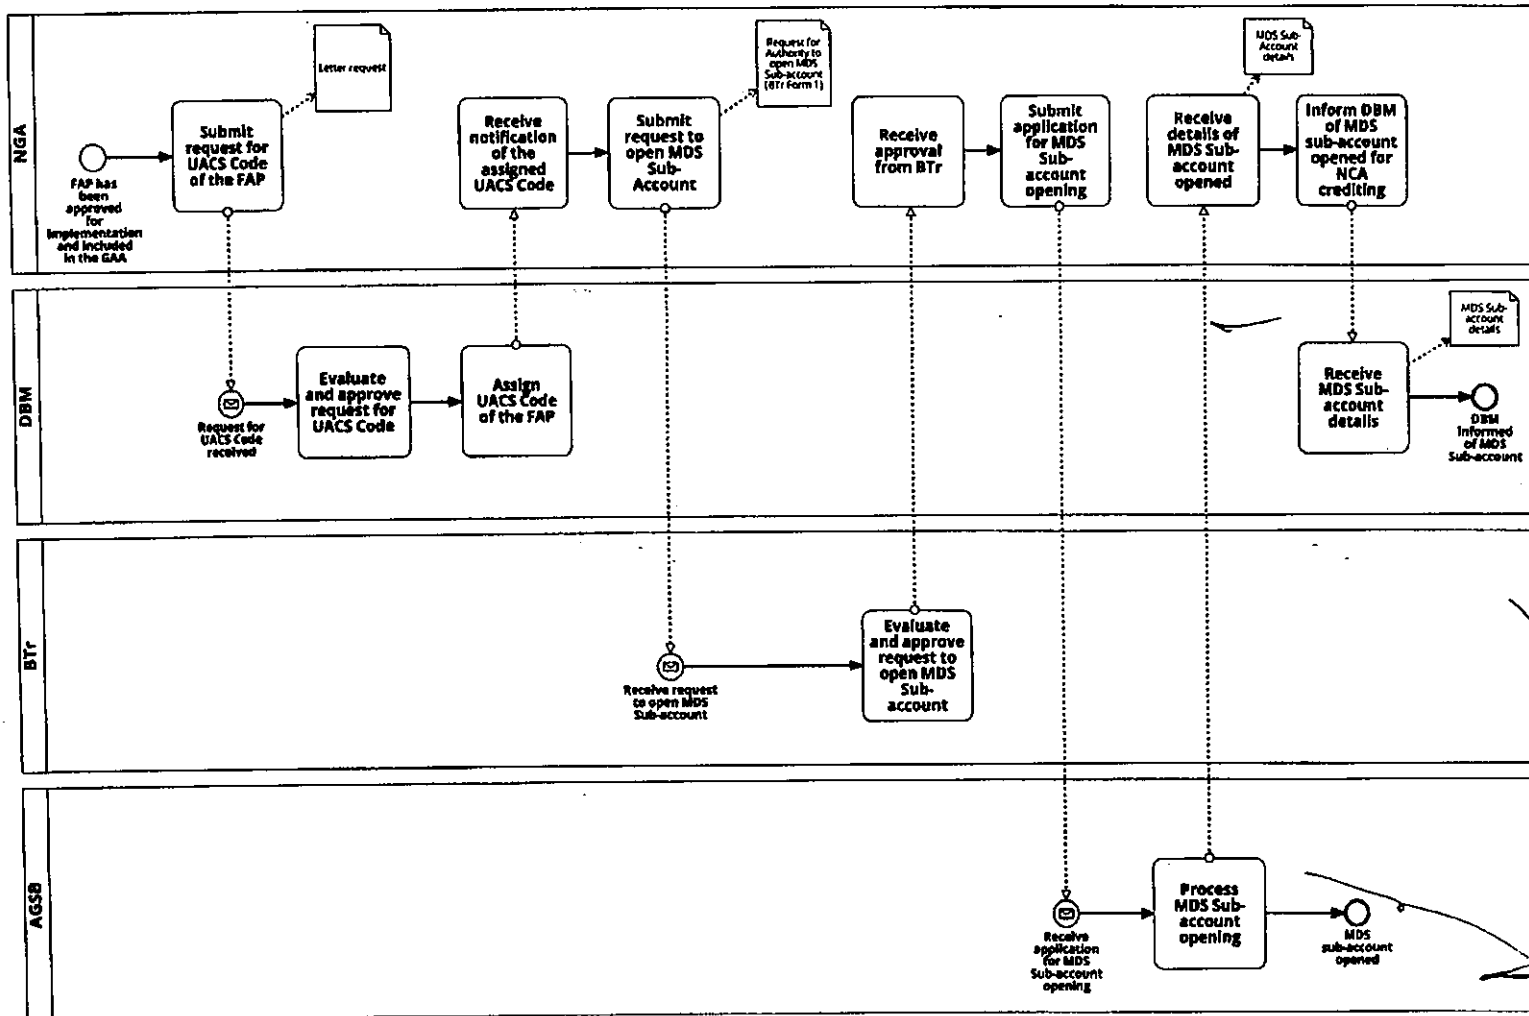 NGA
Letter request
Request for
Authority to
open MDS
Sub-account
(BTr Form 1)
MDS Sub-
Account
details
FAP has
been
approved
for
implementation
and included
in the GAA
Submit
request for
UACS Code
of the FAP
Receive
notification
of the
assigned
UACS Code
Submit
request to
open MDS
Sub-
Account
Receive
approval
from BTr
Submit
application
for MDS
Sub-
account
opening
Receive
details of
MDS Sub-
account
opened
Inform DBM
of MDS
sub-account
opened for
NCA
crediting
DBM
Request for
UACS Code
received
Evaluate
and approve
request for
UACS Code
Assign
UACS Code
of the FAP
MDS Sub-
account
details
Receive
MDS Sub-
account
details
DBM
Informed
of MDS
Sub-account
BTr
Receive request
to open MDS
Sub-account
Evaluate
and approve
request to
open MDS
Sub-
account
AGSB
Receive
application
for MDS
Sub-account
opening
Process
MDS Sub-
account
opening
MDS
sub-account
opened